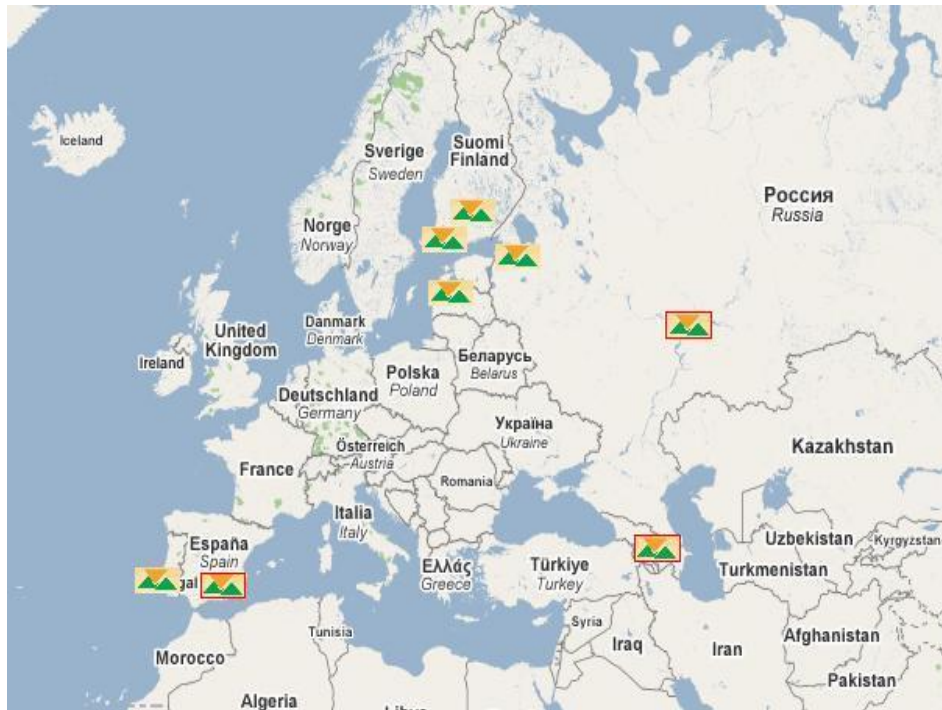 Iceland
Sverige
Sweden
Suomi
Finland
Norge
Norway
Россия
Russia
United
Kingdom
Ireland
Danmark
Denmark
Беларусь
Belarus
Polska
Poland
Deutschland
Germany
Україна
Ukraine
Österreich
Austria
Kazakhstan
France
Romania
Italia
Italy
España
Spain
gal
Ελλάς
Greece
Türkiye
Turkey
Uzbekistan
Kyrgyzstan
Turkmenistan
Syria
Iraq
Iran
Afghanistan
Pakistan
Tunisia
Morocco
Algeria